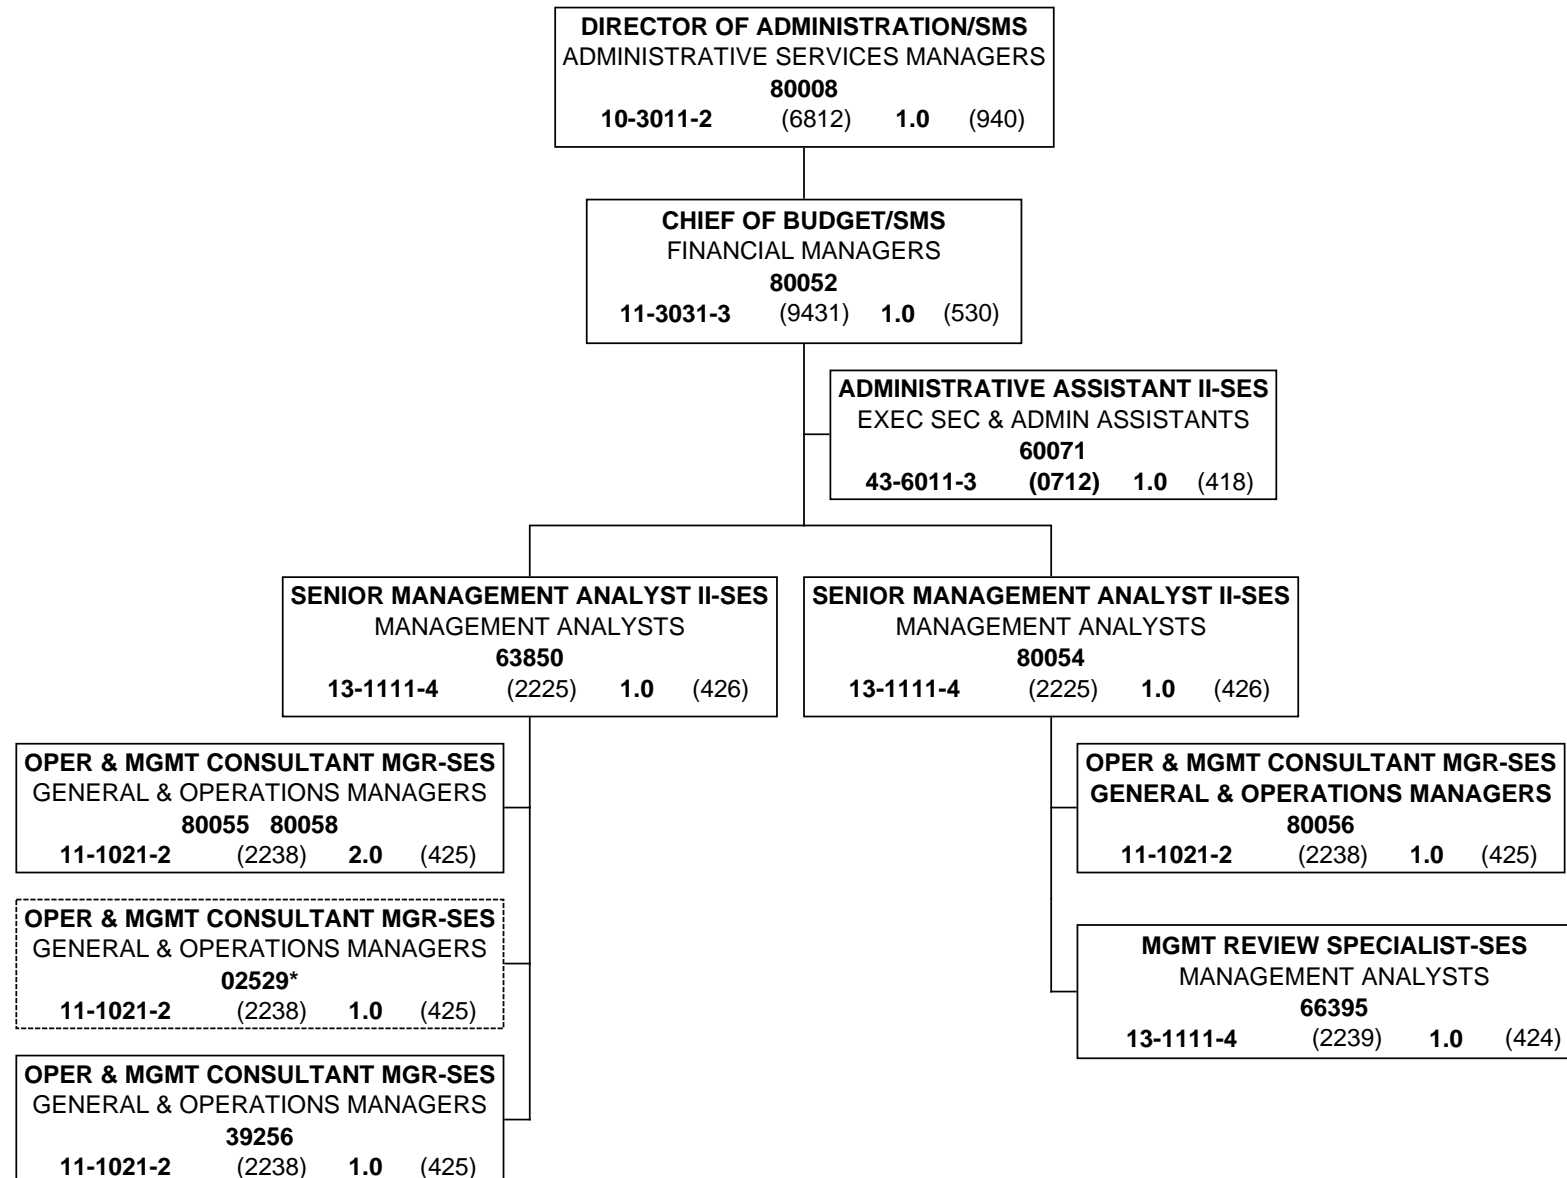 DIRECTOR OF ADMINISTRATION/SMS
ADMINISTRATIVE SERVICES MANAGERS
80008
10-3011-2 (6812) 1.0 (940)
CHIEF OF BUDGET/SMS
FINANCIAL MANAGERS
80052
11-3031-3 (9431) 1.0 (530)
ADMINISTRATIVE ASSISTANT II-SES
EXEC SEC & ADMIN ASSISTANTS
60071
43-6011-3 (0712) 1.0 (418)
SENIOR MANAGEMENT ANALYST II-SES
MANAGEMENT ANALYSTS
63850
13-1111-4 (2225) 1.0 (426)
SENIOR MANAGEMENT ANALYST II-SES
MANAGEMENT ANALYSTS
80054
13-1111-4 (2225) 1.0 (426)
OPER & MGMT CONSULTANT MGR-SES
GENERAL & OPERATIONS MANAGERS
80055 80058
11-1021-2 (2238) 2.0 (425)
OPER & MGMT CONSULTANT MGR-SES
GENERAL & OPERATIONS MANAGERS
02529*
11-1021-2 (2238) 1.0 (425)
OPER & MGMT CONSULTANT MGR-SES
GENERAL & OPERATIONS MANAGERS
39256
11-1021-2 (2238) 1.0 (425)
OPER & MGMT CONSULTANT MGR-SES
GENERAL & OPERATIONS MANAGERS
80056
11-1021-2 (2238) 1.0 (425)
MGMT REVIEW SPECIALIST-SES
MANAGEMENT ANALYSTS
66395
13-1111-4 (2239) 1.0 (424)